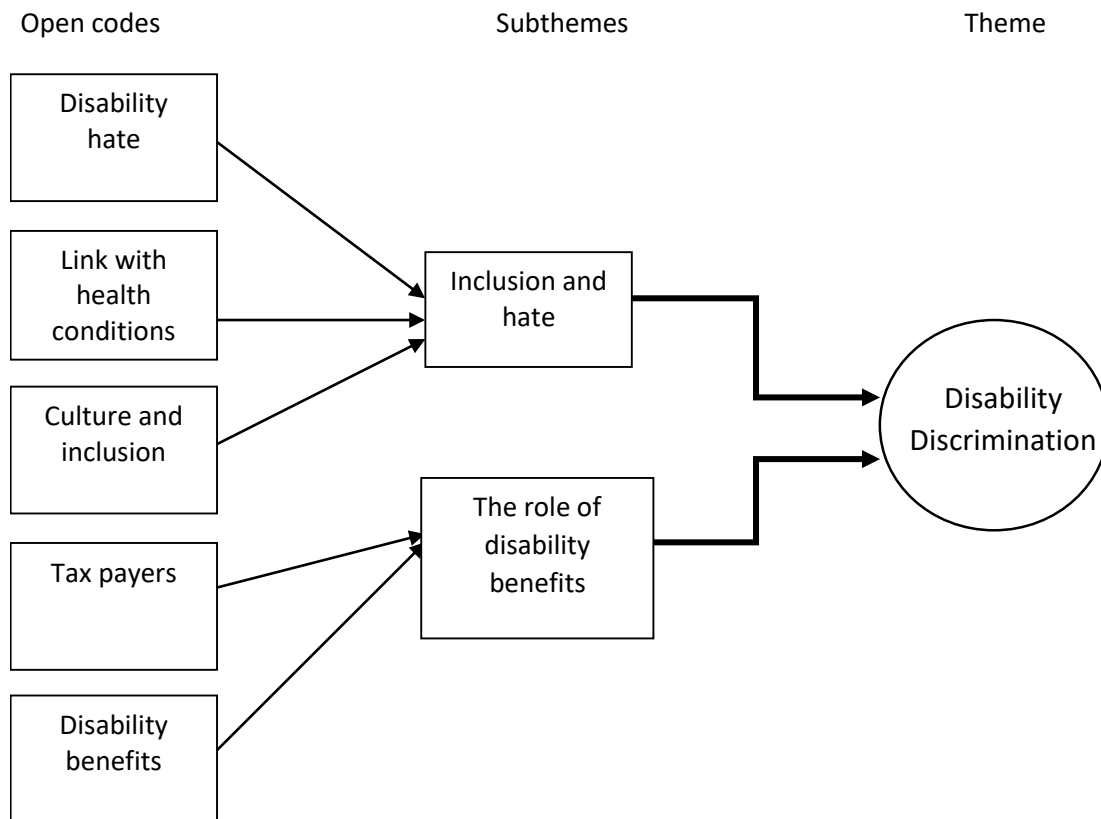 Open codes
Subthemes
Theme
Disability
hate
Link with
health
conditions
Culture and
inclusion
Tax payers
Disability
benefits
Inclusion and
hate
The role of
disability
benefits
Disability
Discrimination